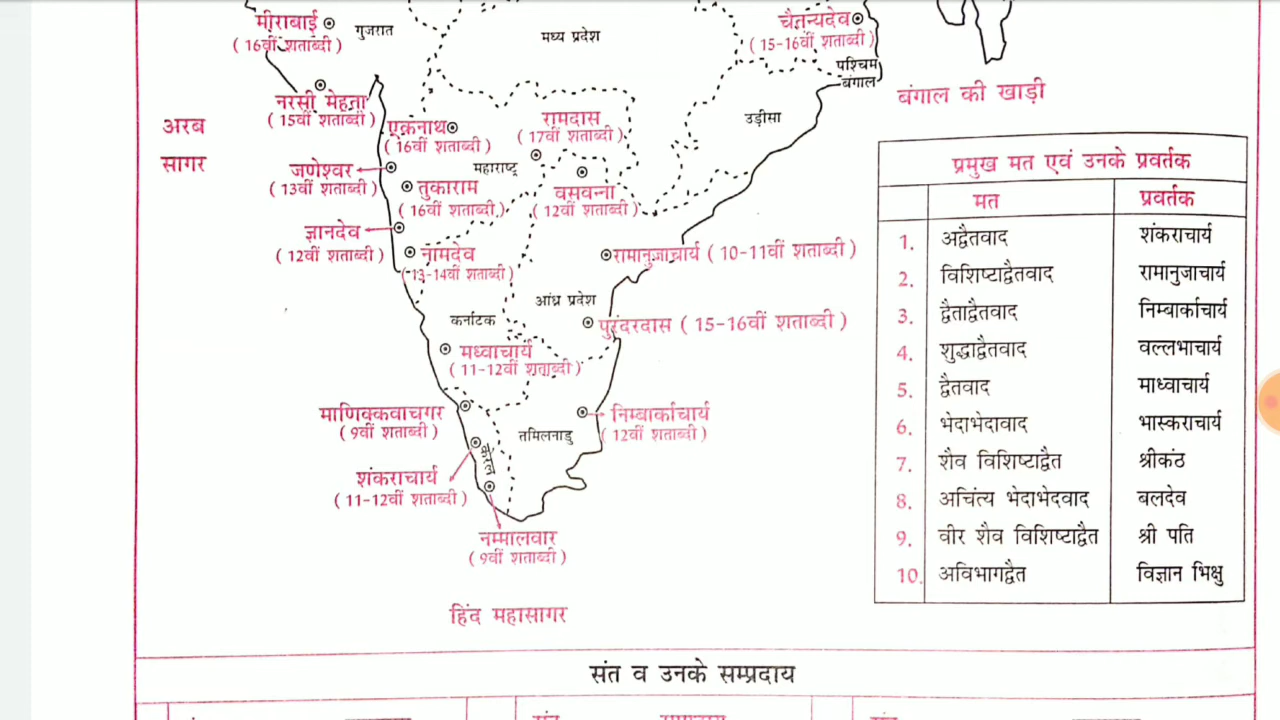 मीराबाई
(16वीं शताब्दी)
गुजरात
मध्य प्रदेश
चैतन्यदेव
(15-16वीं शताब्दी)
पश्चिम
बंगाल
बंगाल की खाड़ी
नरसी मेहता
(15वीं शताब्दी)
अरब
सागर
एकनाथ
(16वीं शताब्दी)
रामदास
(17वीं शताब्दी)
उड़ीसा
जणेश्वर
(13वीं शताब्दी)
महाराष्ट्र
तुकाराम
(16वीं शताब्दी)
वसवन्ना
(12वीं शताब्दी)
ज्ञानदेव
(12वीं शताब्दी)
नामदेव
(13-14वीं शताब्दी)
रामानुजाचार्य (10-11वीं शताब्दी)
आंध्र प्रदेश
कर्नाटक
पुरंदरदास (15-16वीं शताब्दी)
मध्वाचार्य
(11-12वीं शताब्दी)
माणिक्कवाचगर
(9वीं शताब्दी)
निम्बार्काचार्य
(12वीं शताब्दी)
तमिलनाडु
केरल
शंकराचार्य
(11-12वीं शताब्दी)
नम्मालवार
(9वीं शताब्दी)
हिंद महासागर
प्रमुख मत एवं उनके प्रवर्तक
मत प्रवर्तक
1. अद्वैतवाद शंकराचार्य
2. विशिष्टाद्वैतवाद रामानुजाचार्य
3. द्वैताद्वैतवाद निम्बार्काचार्य
4. शुद्धाद्वैतवाद वल्लभाचार्य
5. द्वैतवाद माध्वाचार्य
6. भेदाभेदावाद भास्कराचार्य
7. शैव विशिष्टाद्वैत श्रीकंठ
8. अचिंत्य भेदाभेदवाद बलदेव
9. वीर शैव विशिष्टाद्वैत श्री पति
10. अविभागद्वैत विज्ञान भिक्षु
संत व उनके सम्प्रदाय